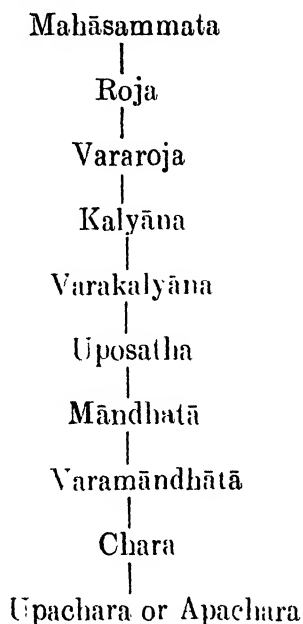 Mahāsammata
Roja
Vararoja
Kalyāna
Varakalyāna
Uposatha
Māndhatā
Varamāndhātā
Chara
Upachara or Apachara